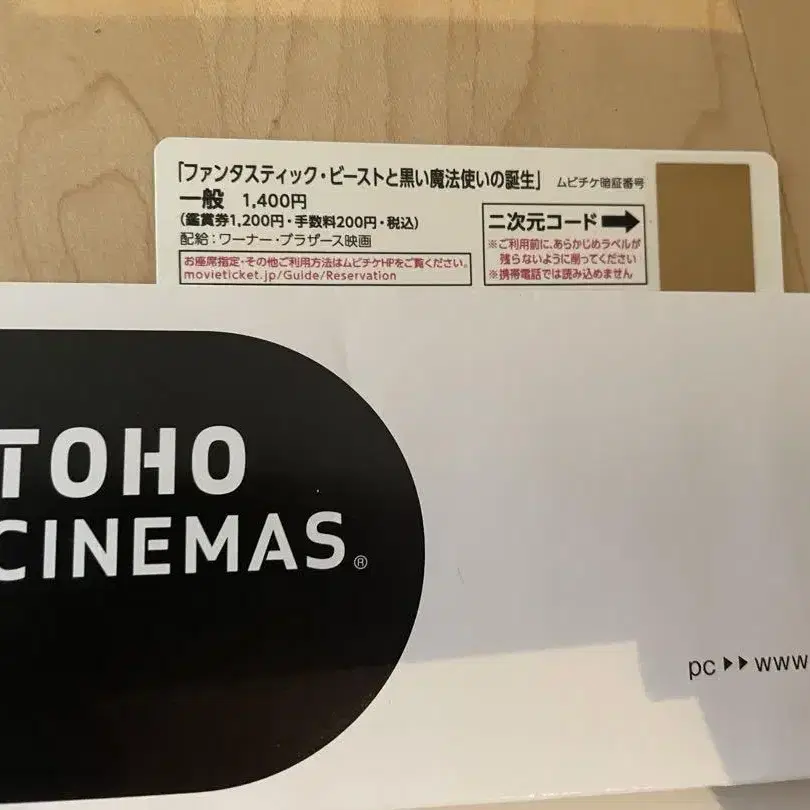 「ファンタスティック・ビーストと黒い魔法使いの誕生」 ムビチケ暗証番号
一般 1,400円
(鑑賞券1,200円・手数料200円・税込)
配給:ワーナー・ブラザース映画
お座席指定・その他ご利用方法はムビチケHPをご覧ください。
movieticket.jp/Guide/Reservation
二次元コード➡
※ご利用前に、あらかじめラベルが
残らないように削ってください
※携帯電話では読み込めません
TOHO
CINEMAS®
pc ▶▶ www